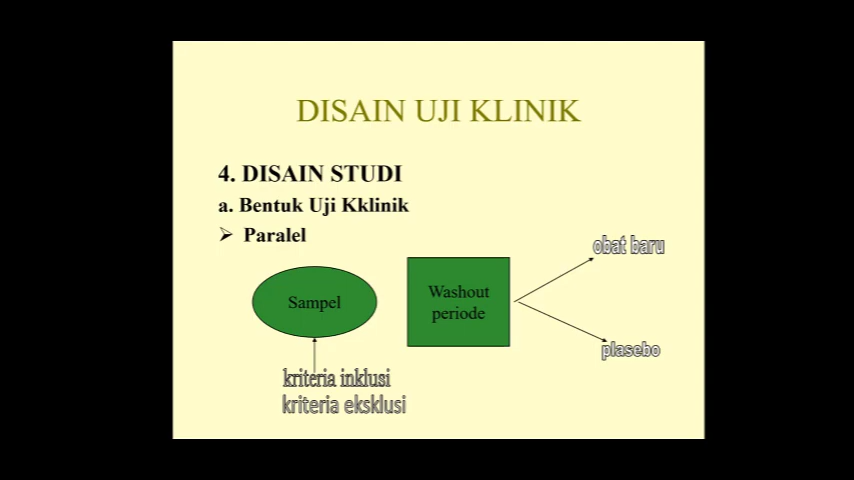 DISAIN UJI KLINIK
4. DISAIN STUDI
a. Bentuk Uji Kklinik
Paralel
obat baru
Sampel
Washout
periode
plasebo
kriteria inklusi
kriteria eksklusi